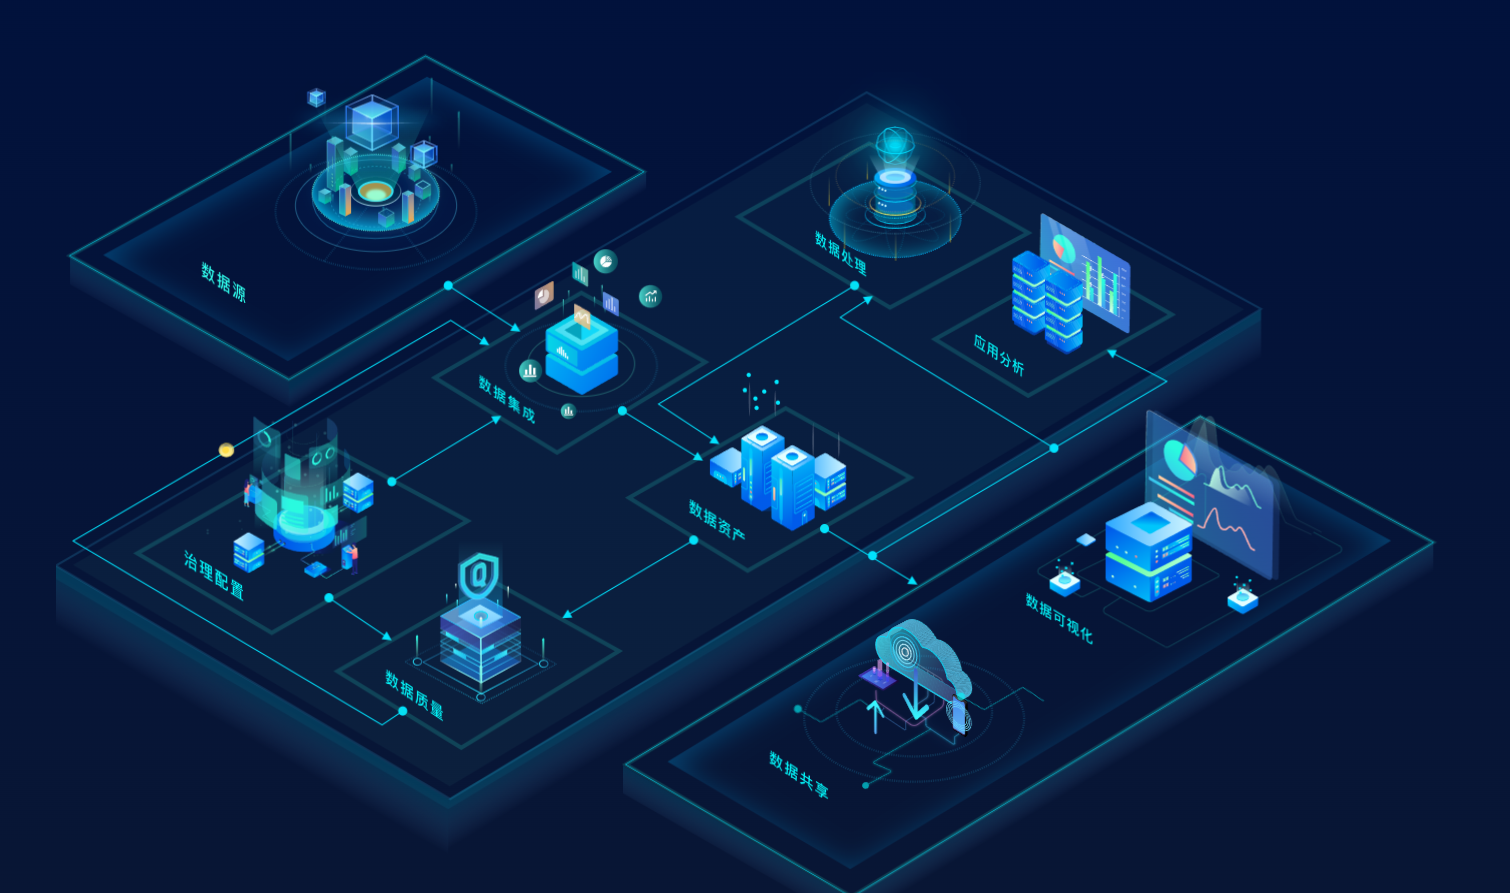 数据源
数据处理
应用分析
数据集成
数据资产
治理配置
数据质量
数据可视化
数据共享